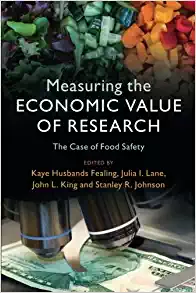 Measuring the
ECONOMIC VALUE
OF RESEARCH
The Case of Food Safety
EDITED BY
Kaye Husbands Fealing, Julia I. Lane,
John L. King and Stanley R. Johnson